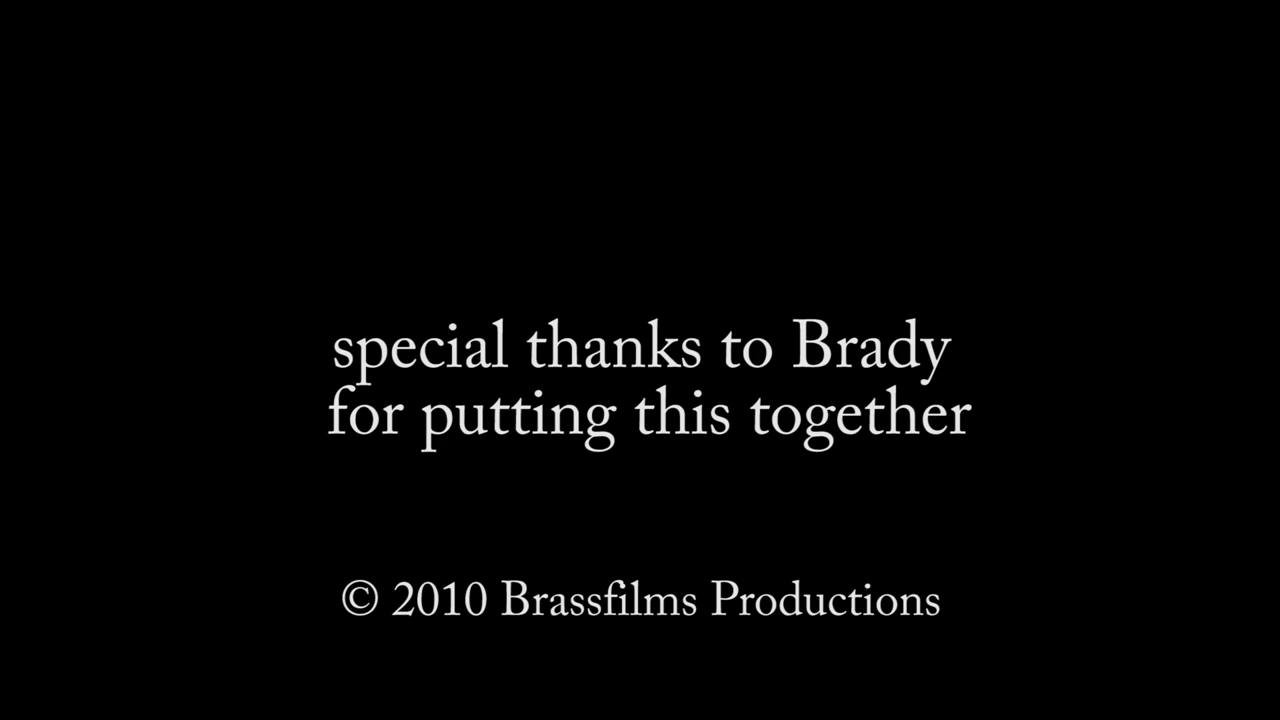 special thanks to Brady
for putting this together
© 2010 Brassfilms Productions